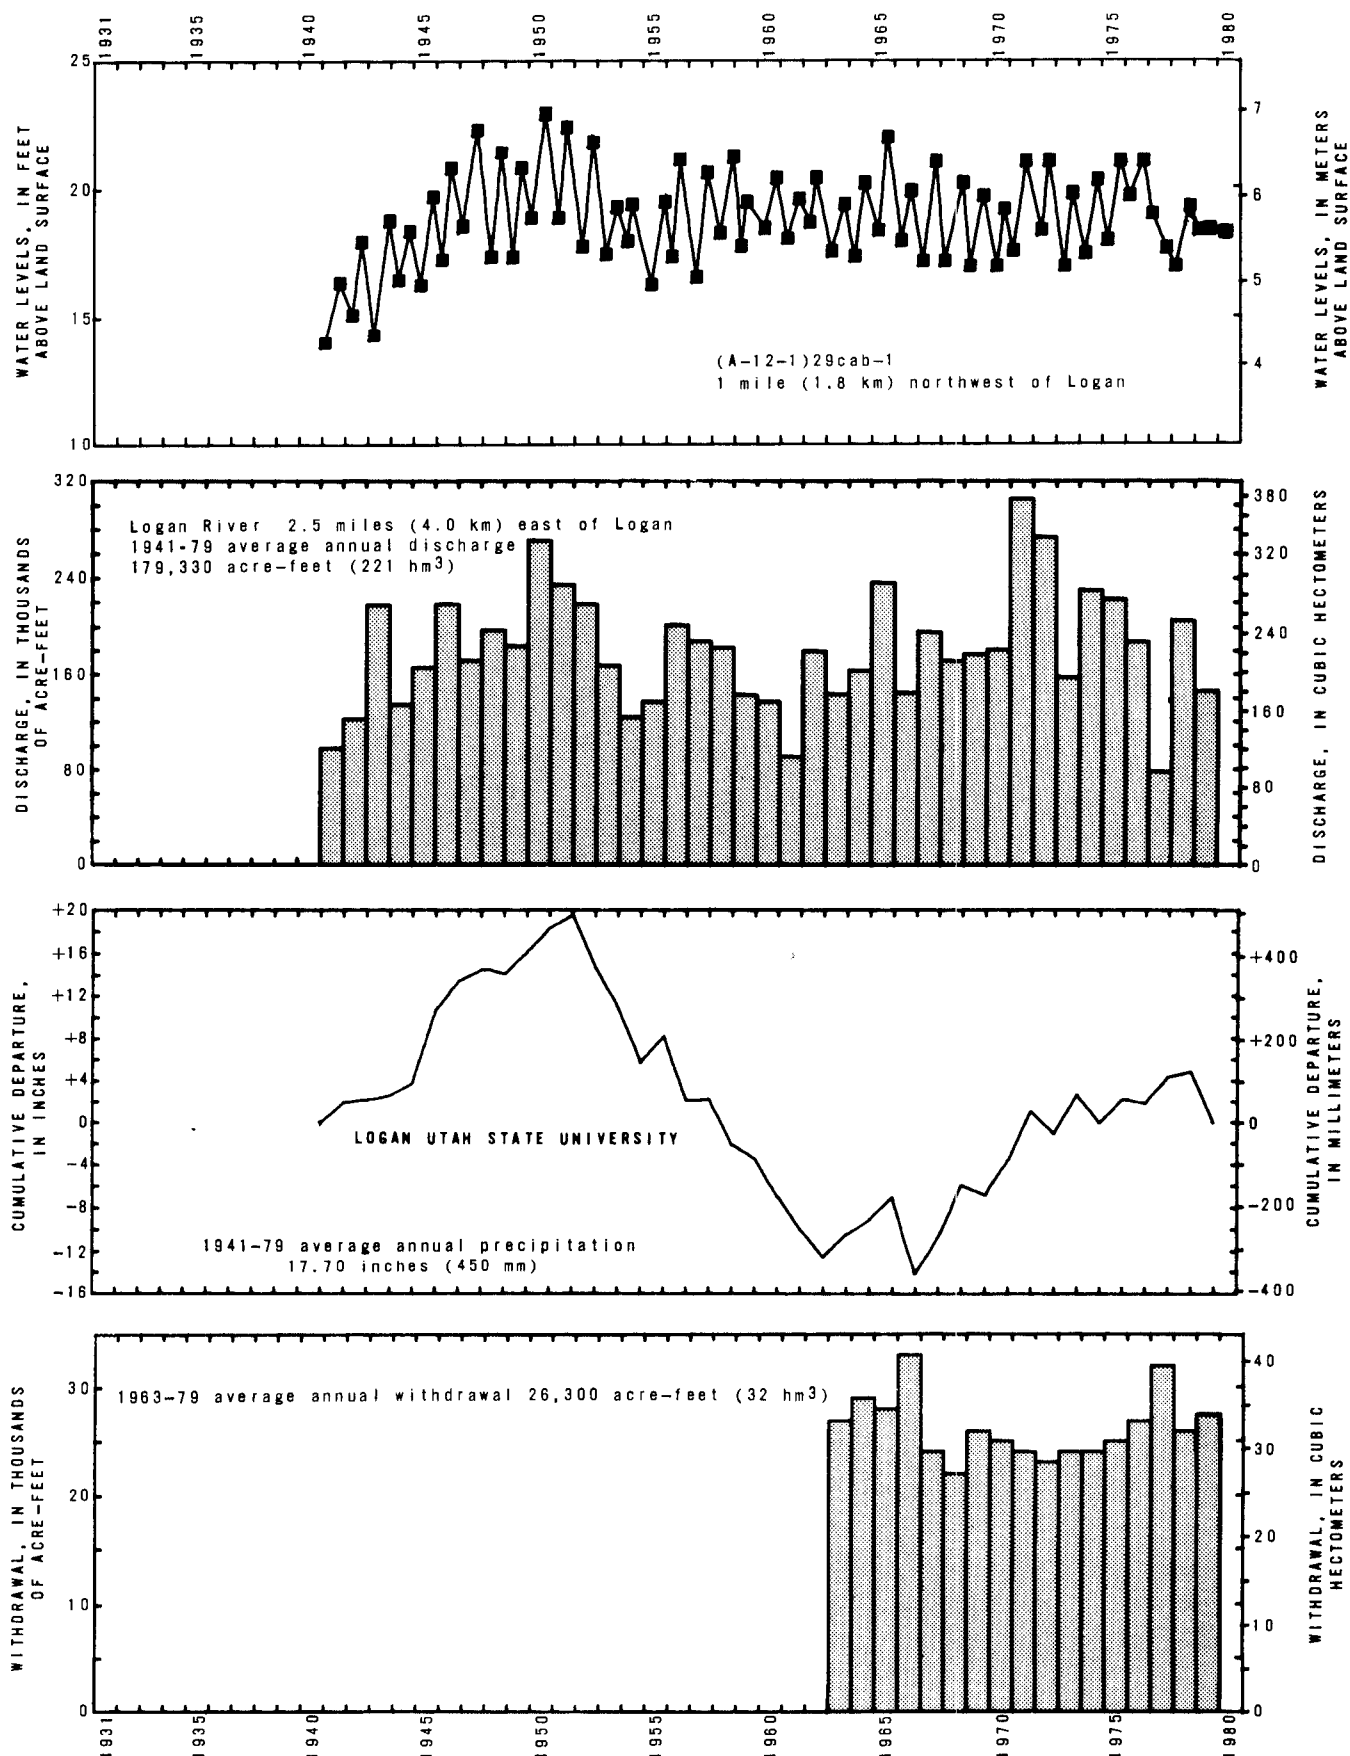 1931
1935
1940
1945
1950
1955
1960
1965
1970
1975
1980
WATER LEVELS, IN FEET
ABOVE LAND SURFACE
25
20
15
10
7
6
5
4
WATER LEVELS, IN METERS
ABOVE LAND SURFACE
(A-12-1)29cab-1
1 mile (1.8 km) northwest of Logan
DISCHARGE, IN THOUSANDS
OF ACRE-FEET
320
240
160
80
0
Logan River 2.5 miles (4.0 km) east of Logan
1941-79 average annual discharge
179,330 acre-feet (221 hm³)
380
320
240
160
80
0
DISCHARGE, IN CUBIC HECTOMETERS
CUMULATIVE DEPARTURE,
IN INCHES
+20
+16
+12
+8
+4
0
-4
-8
-12
-16
LOGAN UTAH STATE UNIVERSITY
1941-79 average annual precipitation
17.70 inches (450 mm)
+400
+200
0
-200
-400
CUMULATIVE DEPARTURE,
IN MILLIMETERS
WITHDRAWAL, IN THOUSANDS
OF ACRE-FEET
30
20
10
0
1963-79 average annual withdrawal 26,300 acre-feet (32 hm³)
40
30
20
10
0
WITHDRAWAL, IN CUBIC
HECTOMETERS
1931
1935
1940
1945
1950
1955
1960
1965
1970
1975
1980